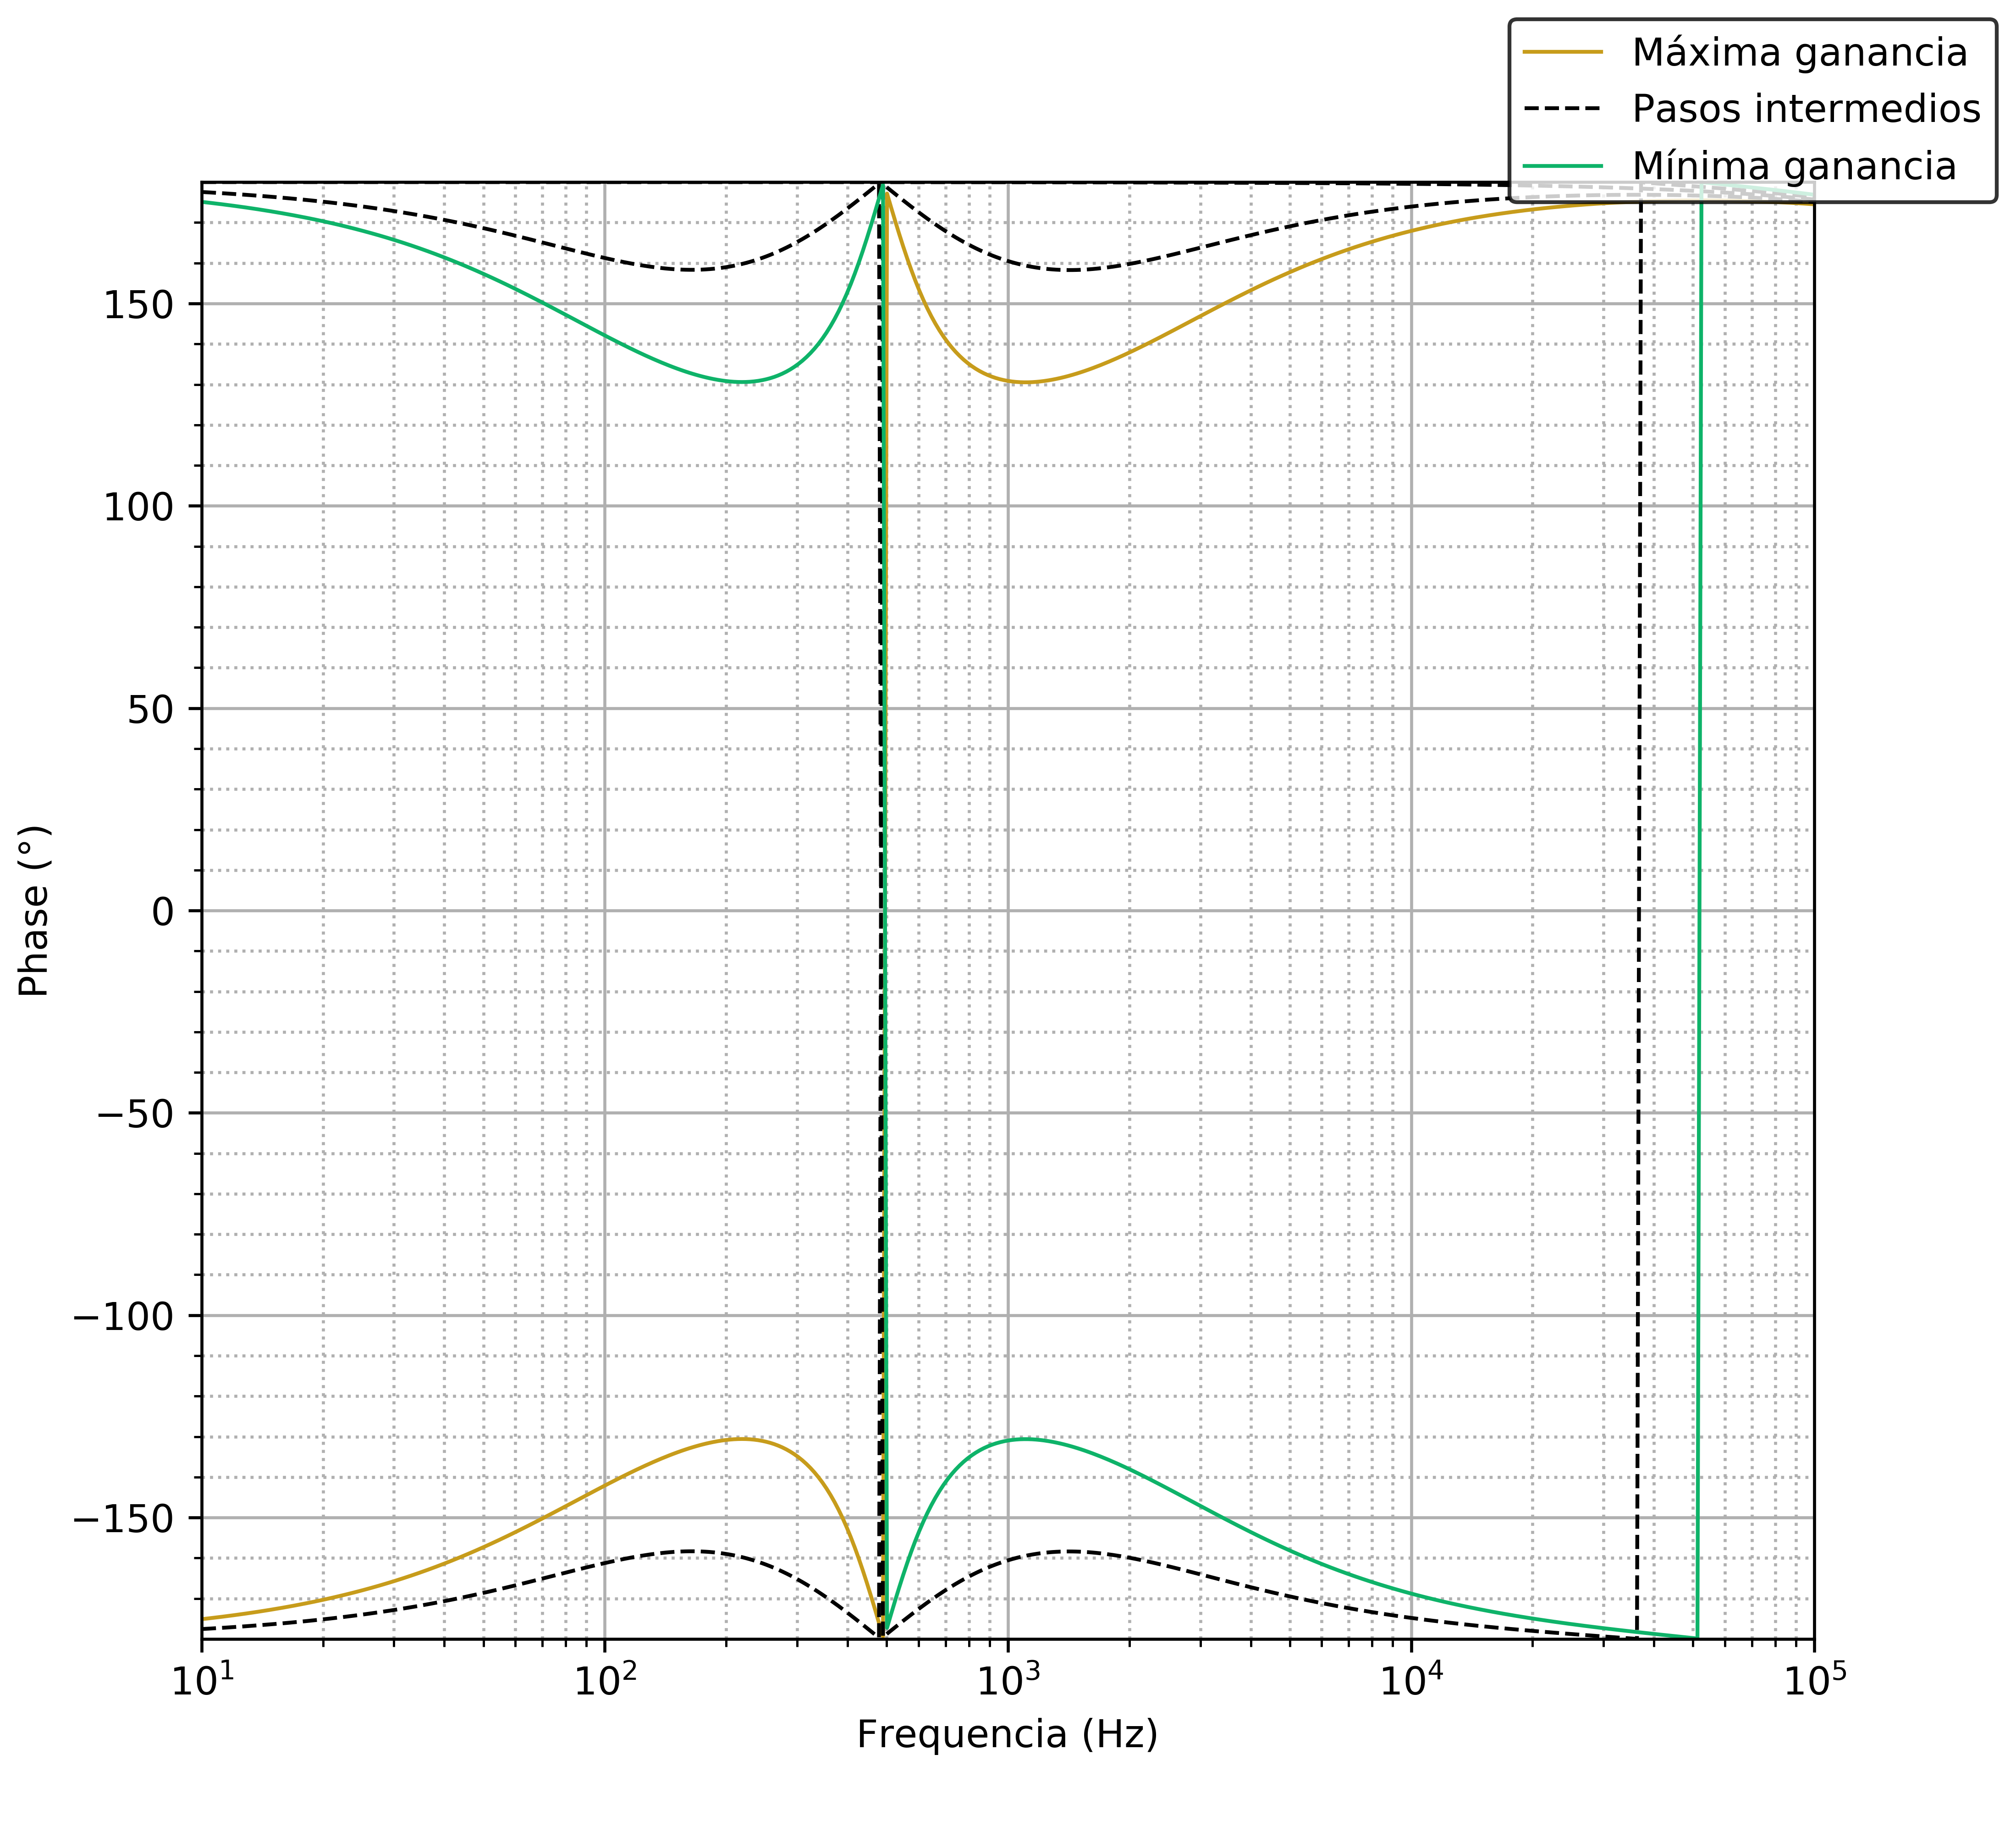 Máxima ganancia
Pasos intermedios
Mínima ganancia
150
100
50
0
−50
−100
−150
Phase (°)
10¹ 10² 10³ 10⁴ 10⁵
Frequencia (Hz)